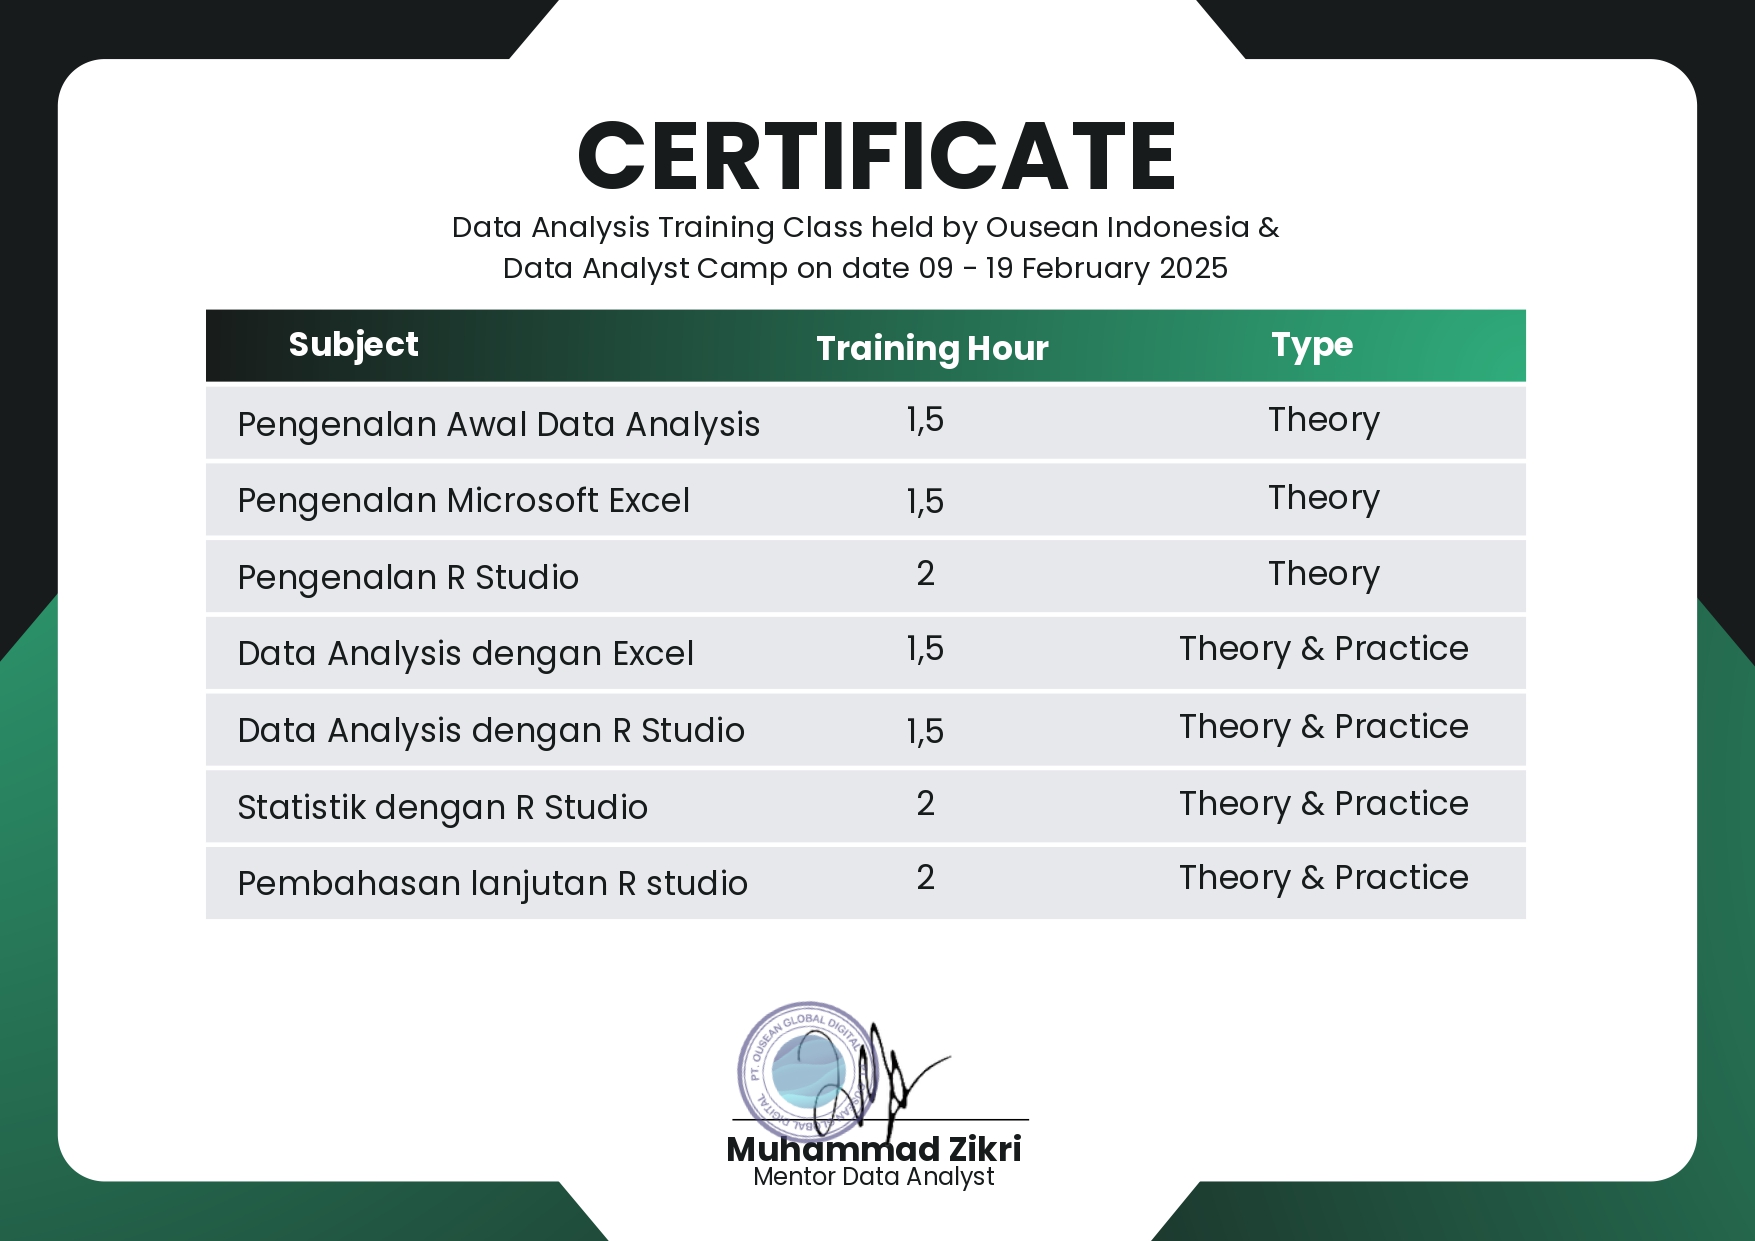 CERTIFICATE
Data Analysis Training Class held by Ousean Indonesia &
Data Analyst Camp on date 09 - 19 February 2025
Subject Training Hour Type
Pengenalan Awal Data Analysis 1,5 Theory
Pengenalan Microsoft Excel 1,5 Theory
Pengenalan R Studio 2 Theory
Data Analysis dengan Excel 1,5 Theory & Practice
Data Analysis dengan R Studio 1,5 Theory & Practice
Statistik dengan R Studio 2 Theory & Practice
Pembahasan lanjutan R studio 2 Theory & Practice
PT. OUSEAN GLOBAL DIGITAL
OUSEAN GLOBAL DIGITAL
Muhammad Zikri
Mentor Data Analyst